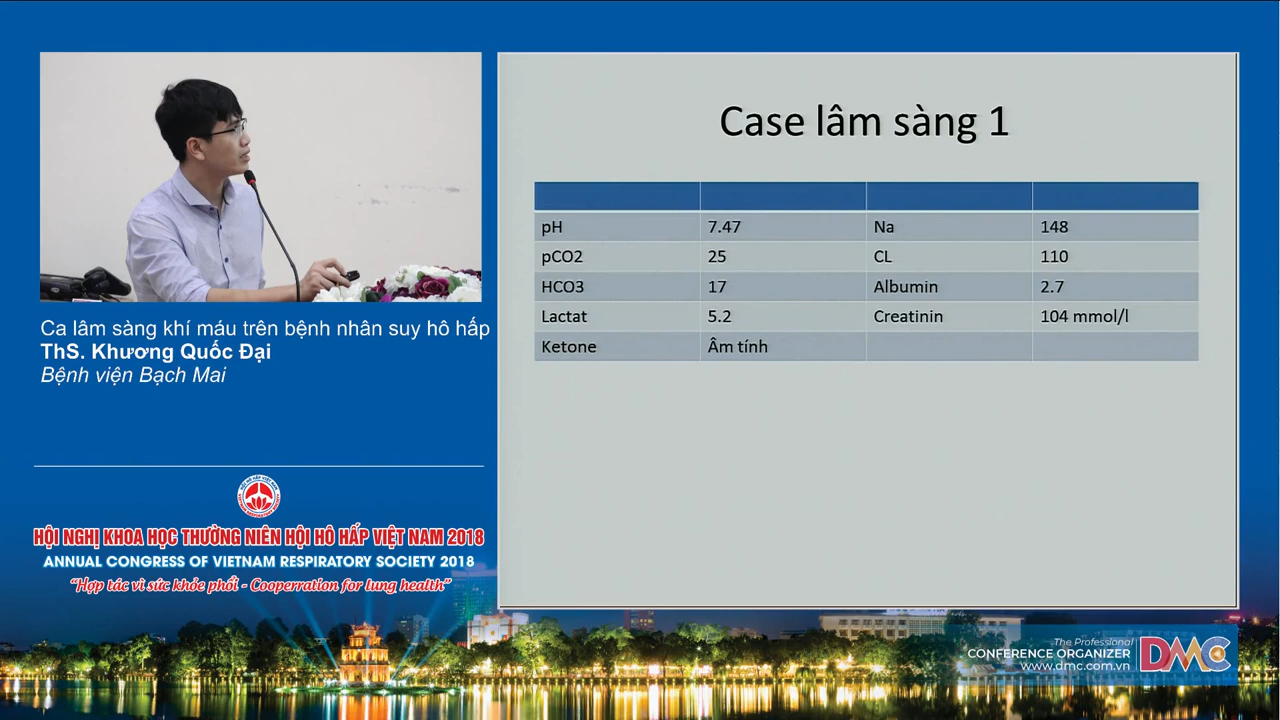 Case lâm sàng 1
pH 7.47 Na 148
pCO2 25 CL 110
HCO3 17 Albumin 2.7
Lactat 5.2 Creatinin 104 mmol/l
Ketone Âm tính
Ca lâm sàng khí máu trên bệnh nhân suy hô hấp
ThS. Khương Quốc Đại
Bệnh viện Bạch Mai
HỘI NGHỊ KHOA HỌC THƯỜNG NIÊN HỘI HÔ HẤP VIỆT NAM 2018
ANNUAL CONGRESS OF VIETNAM RESPIRATORY SOCIETY 2018
"Hợp tác vì sức khỏe phổi - Cooperration for lung health"
The Professional
CONFERENCE ORGANIZER
www.dmc.com.vn
DMC